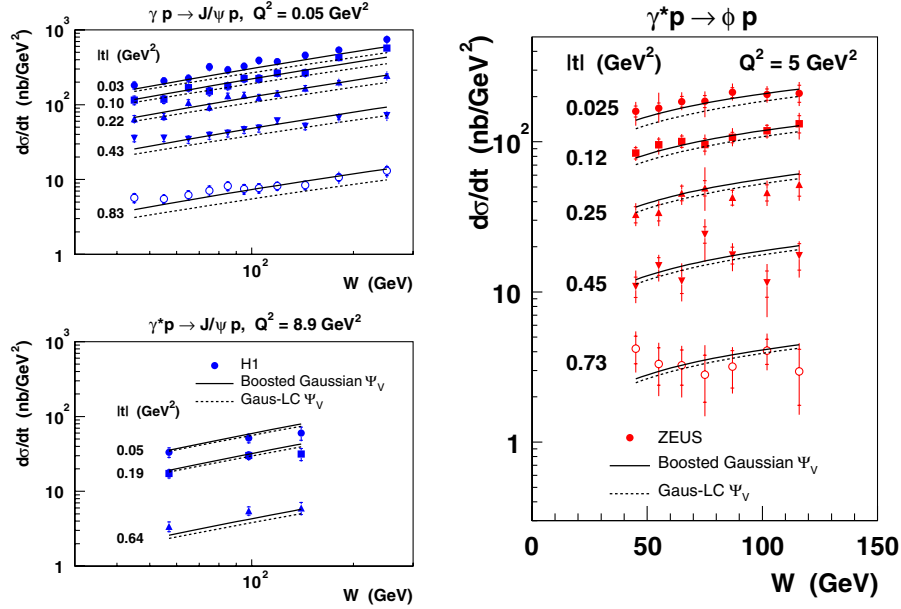 γ p → J/ψ p, Q² = 0.05 GeV²
dσ/dt (nb/GeV²)
|t| (GeV²)
10³
10²
10
1
0.03
0.10
0.22
0.43
0.83
10²
W (GeV)
γ*p → J/ψ p, Q² = 8.9 GeV²
dσ/dt (nb/GeV²)
10³
10²
10
1
H1
Boosted Gaussian Ψ_V
Gaus-LC Ψ_V
|t| (GeV²)
0.05
0.19
0.64
10²
W (GeV)
γ*p → φ p
dσ/dt (nb/GeV²)
|t| (GeV²) Q² = 5 GeV²
10²
10
1
0.025
0.12
0.25
0.45
0.73
ZEUS
Boosted Gaussian Ψ_V
Gaus-LC Ψ_V
0 50 100 150
W (GeV)